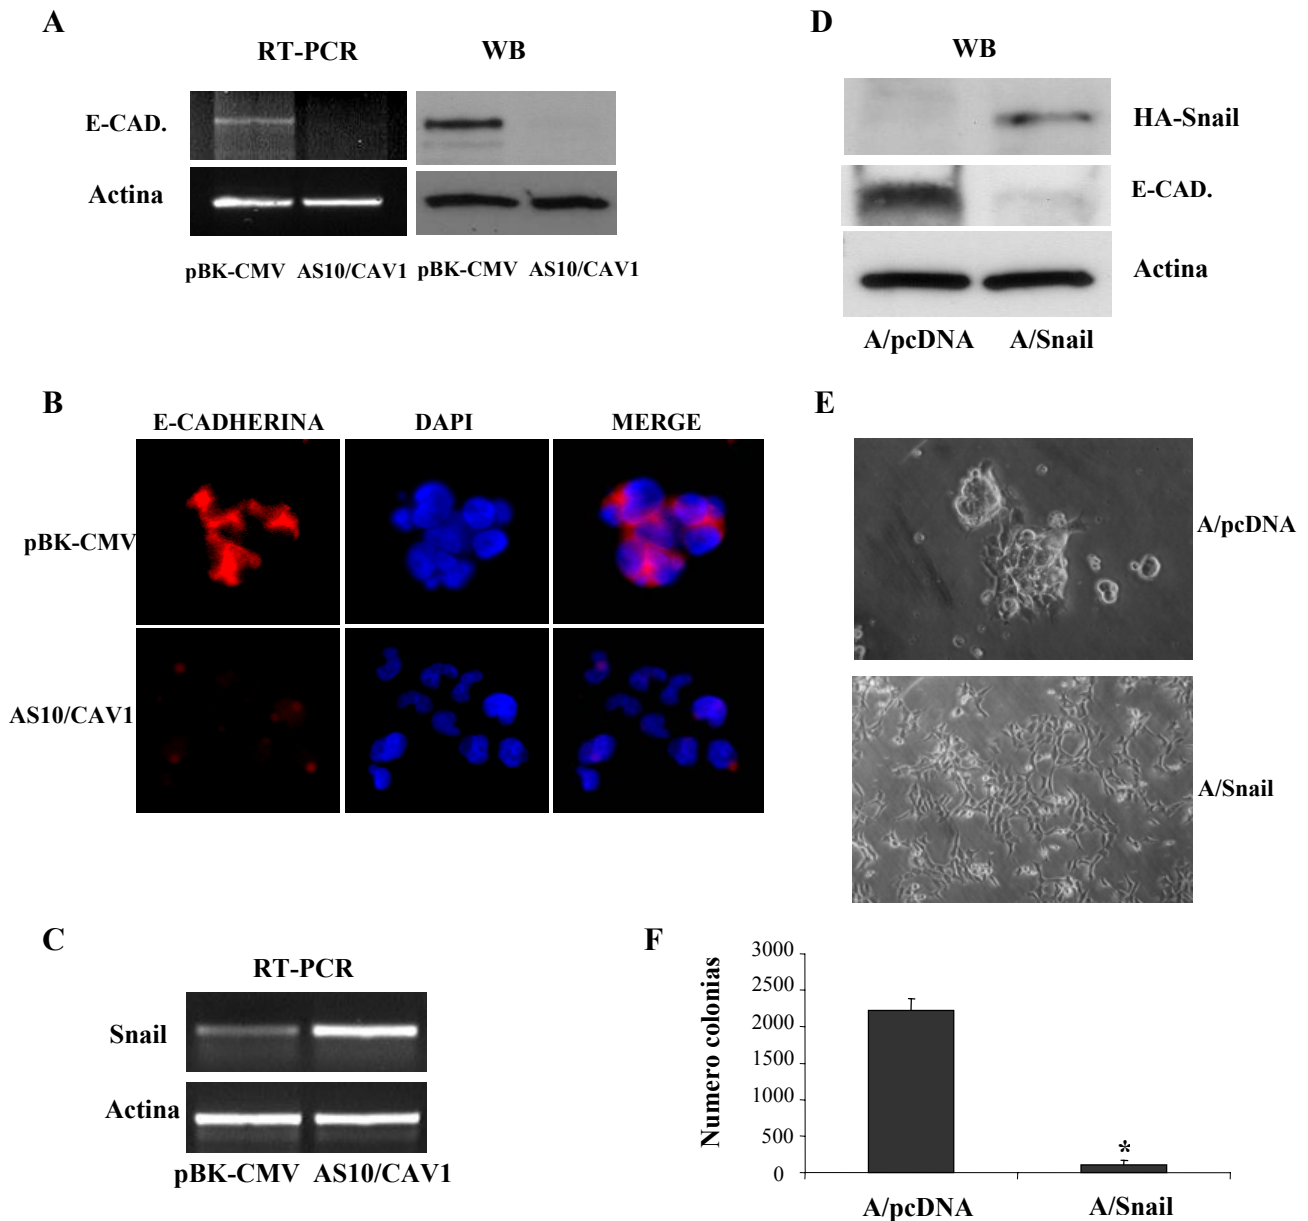 A
RT-PCR WB
E-CAD.
Actina
pBK-CMV AS10/CAV1 pBK-CMV AS10/CAV1
D
WB
HA-Snail
E-CAD.
Actina
A/pcDNA A/Snail
B
E-CADHERINA DAPI MERGE
pBK-CMV
AS10/CAV1
E
A/pcDNA
A/Snail
C
RT-PCR
Snail
Actina
pBK-CMV AS10/CAV1
F
Numero colonias
3000
2500
2000
1500
1000
500
0
*
A/pcDNA A/Snail